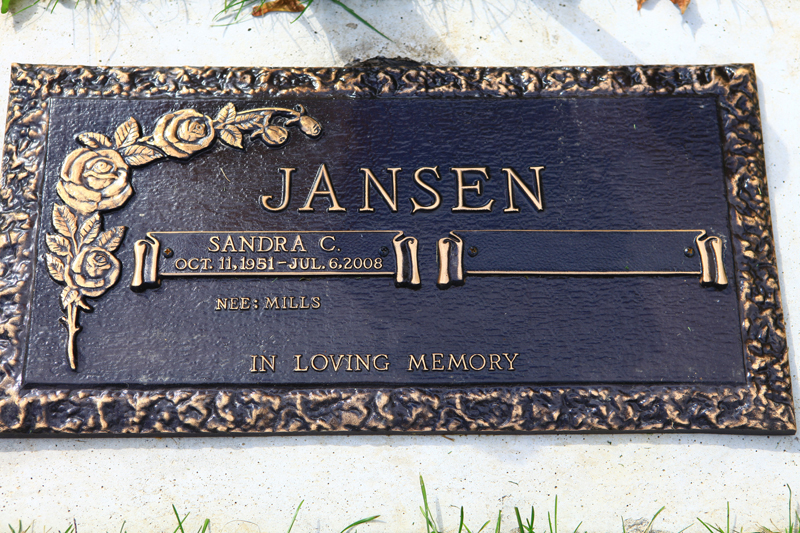 JANSEN
SANDRA C.
OCT. 11, 1951 – JUL. 6, 2008
NEE: MILLS
IN LOVING MEMORY